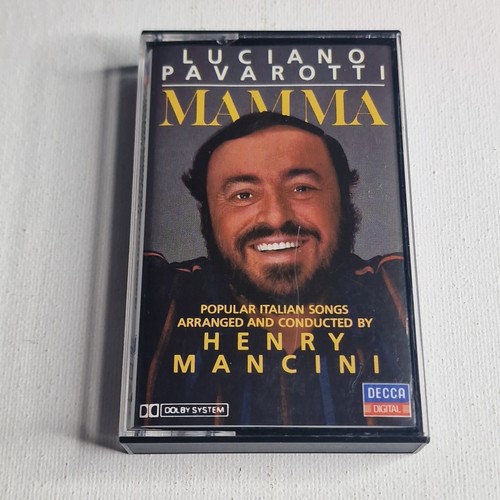 LUCIANO
PAVAROTTI
MAMMA
POPULAR ITALIAN SONGS
ARRANGED AND CONDUCTED BY
HENRY
MANCINI
DECCA
DIGITAL
DOLBY SYSTEM